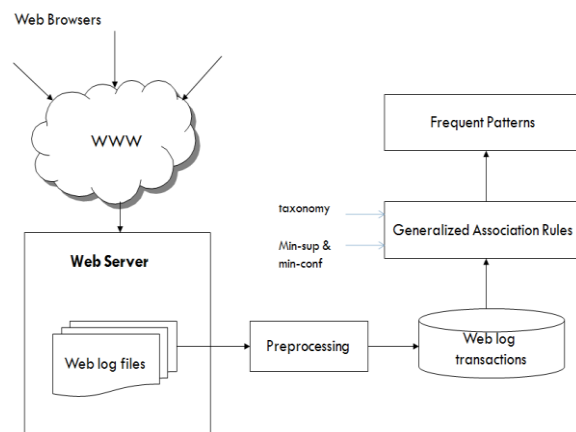 Web Browsers
WWW
Frequent Patterns
taxonomy
Generalized Association Rules
Min-sup &
min-conf
Web Server
Web log files
Preprocessing
Web log
transactions